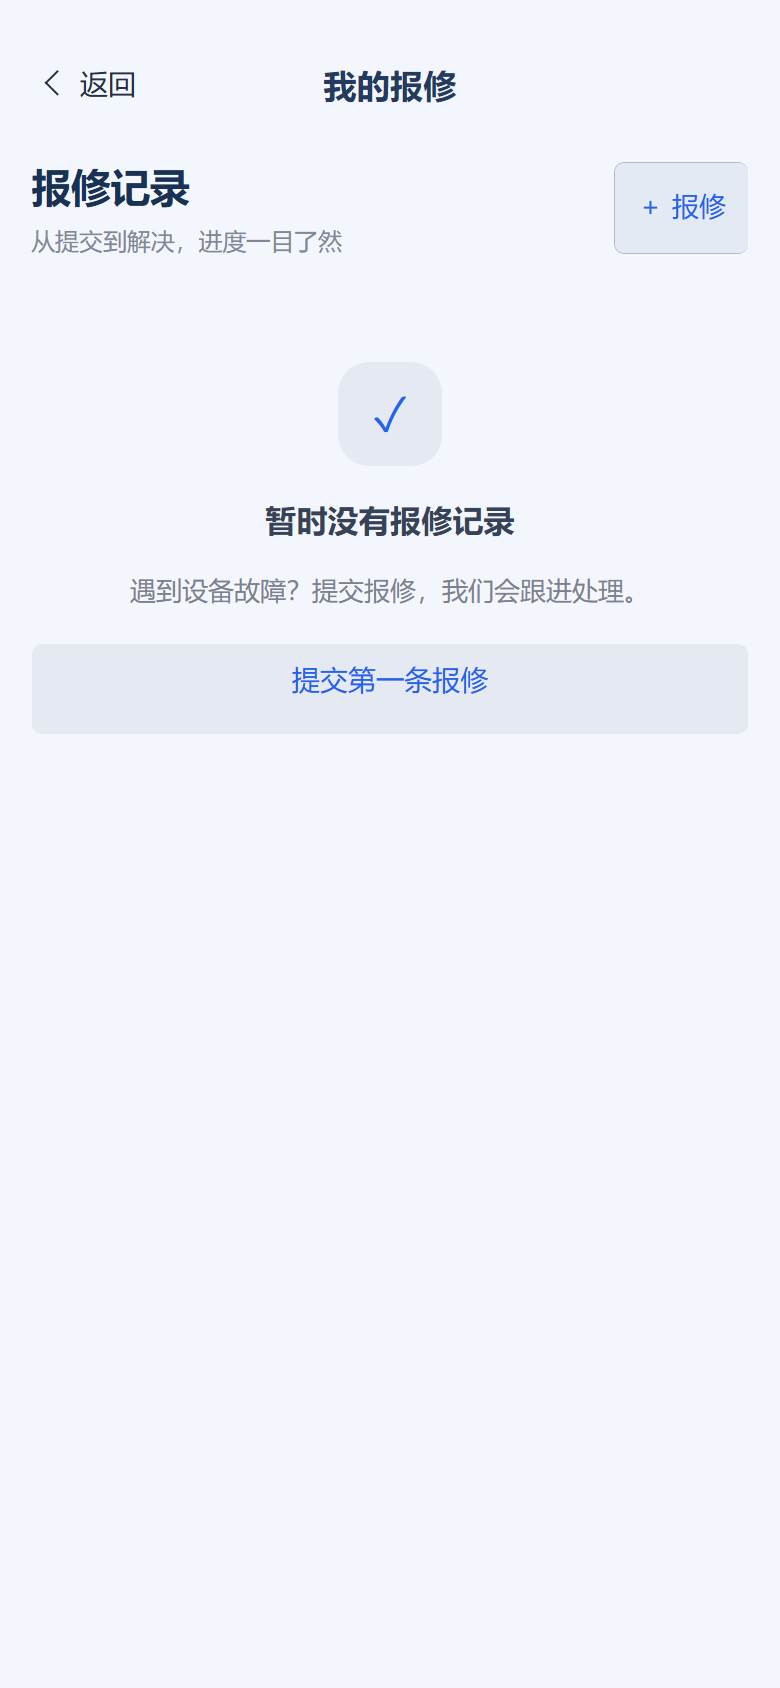 返回
我的报修
报修记录
从提交到解决，进度一目了然
+ 报修
✓
暂时没有报修记录
遇到设备故障？提交报修，我们会跟进处理。
提交第一条报修